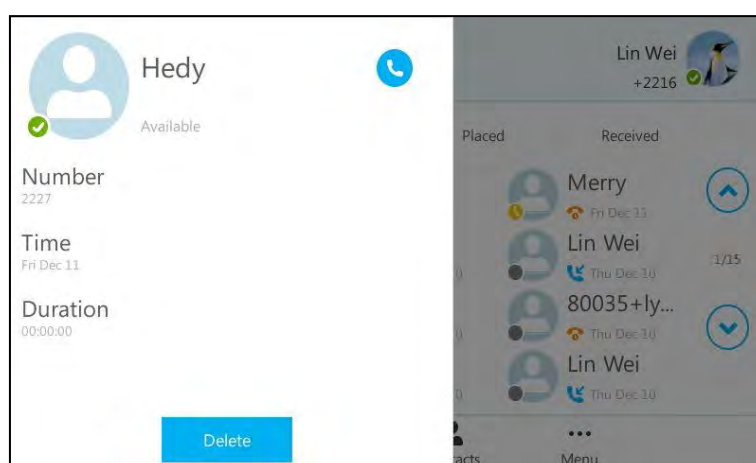 Hedy
Available
Number
2227
Time
Fri Dec 11
Duration
00:00:00
Delete
Lin Wei
+2216
Placed Received
Merry
Fri Dec 11
Lin Wei
Thu Dec 10
1/15
80035+ly...
Thu Dec 10
Lin Wei
Thu Dec 10
acts Menu